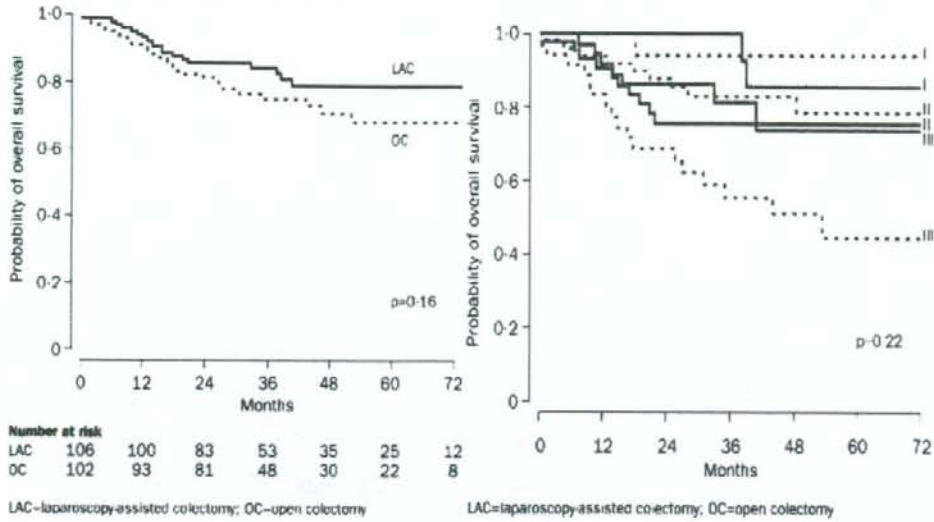 1·0
0·8
0·6
0·4
0·2
0
Probability of overall survival
LAC
OC
p=0·16
0 12 24 36 48 60 72
Months
Number at risk
LAC 106 100 83 53 35 25 12
OC 102 93 81 48 30 22 8
LAC=laparoscopy-assisted colectomy; OC=open colectomy
1·0
0·8
0·6
0·4
0·2
0
Probability of overall survival
I
I
II
II
III
III
p=0·22
0 12 24 36 48 60 72
Months
LAC=laparoscopy-assisted colectomy; OC=open colectomy